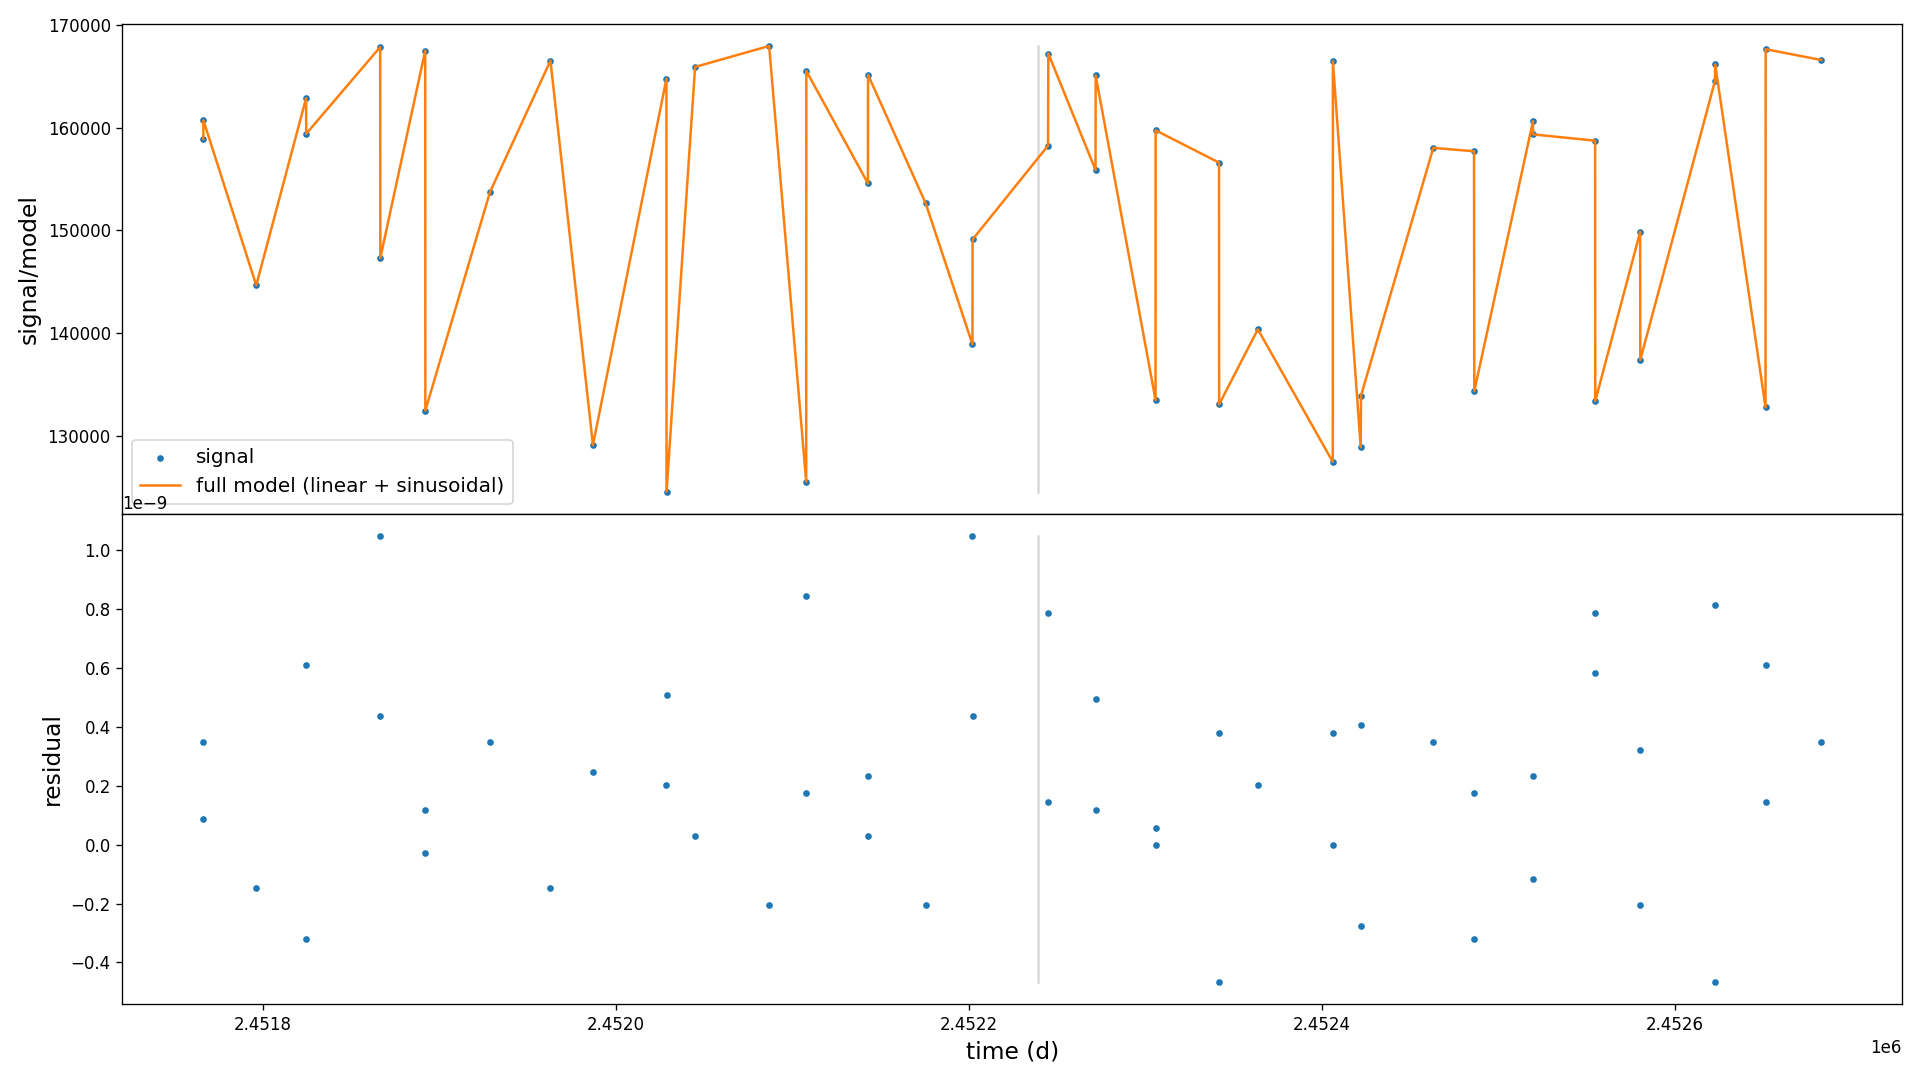 170000
160000
150000
140000
130000
signal/model
signal
full model (linear + sinusoidal)
1e−9
1.0
0.8
0.6
0.4
0.2
0.0
−0.2
−0.4
residual
2.4518
2.4520
2.4522
2.4524
2.4526
time (d)
1e6